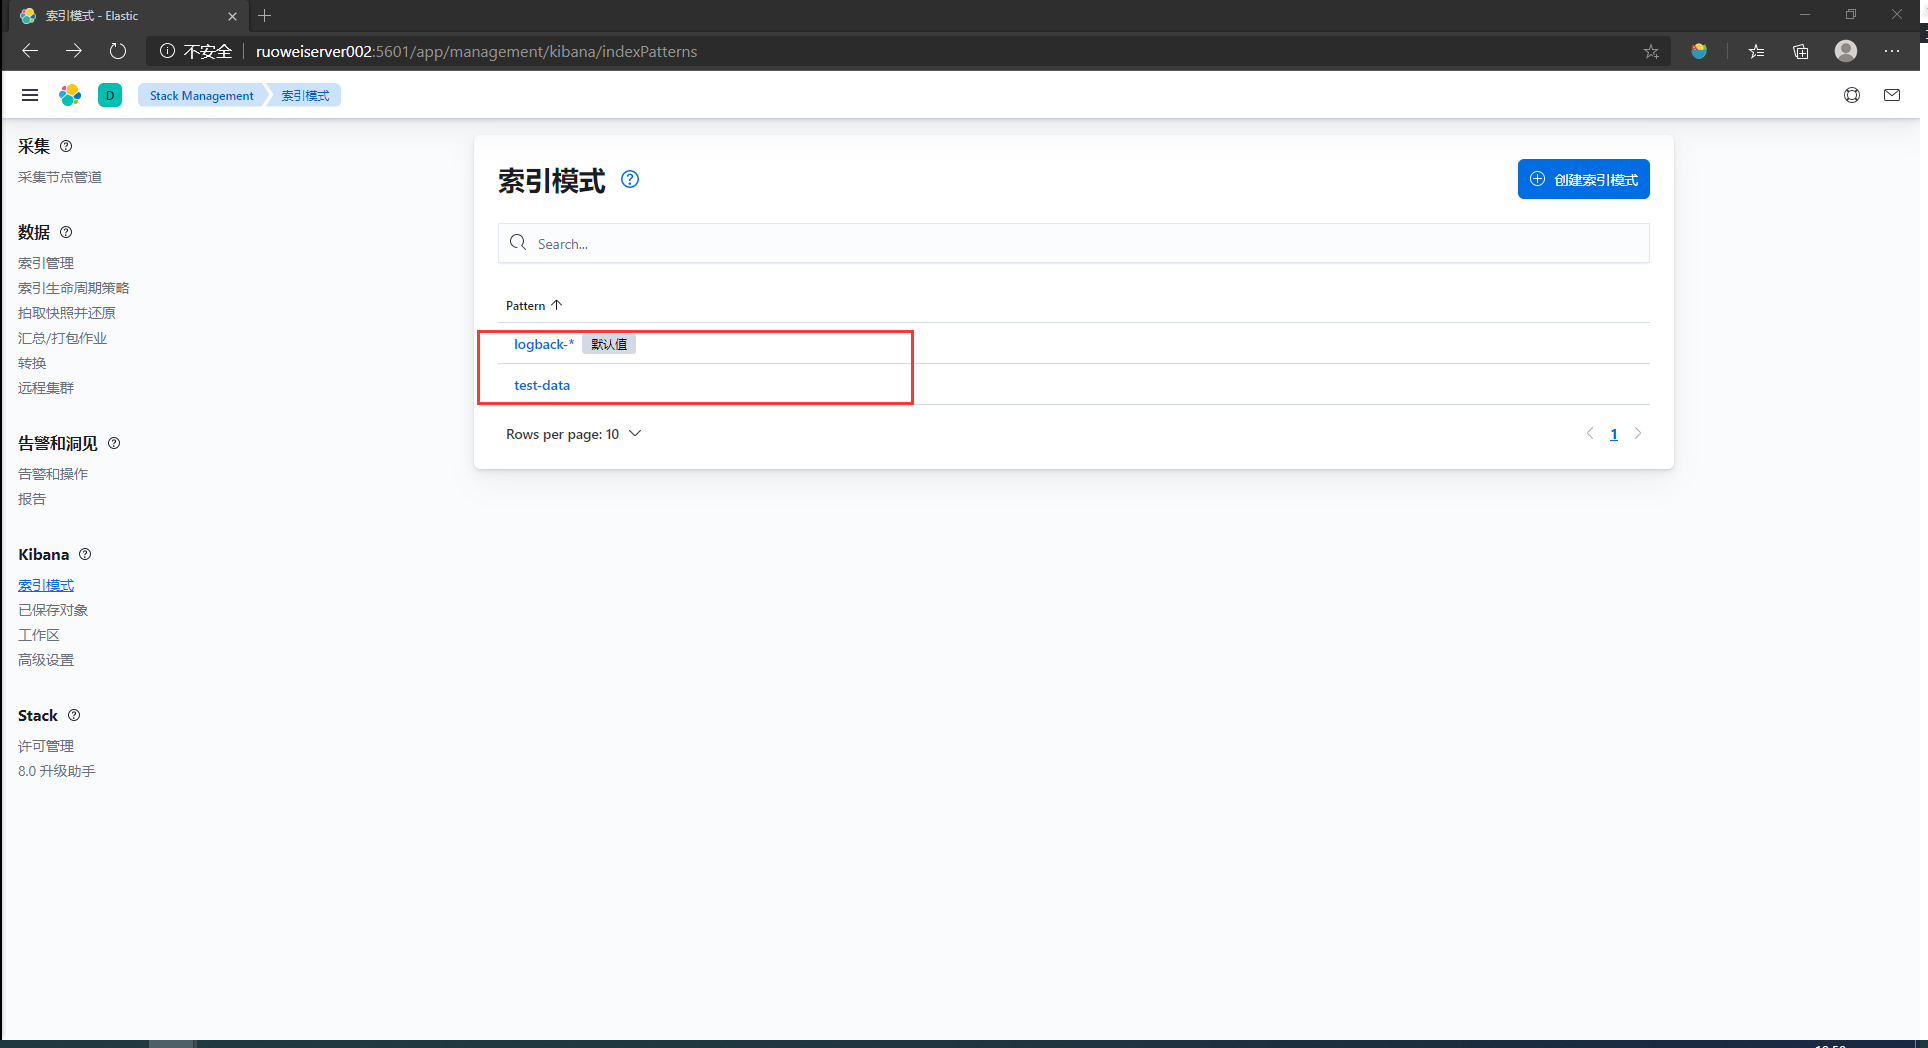 索引模式 - Elastic
不安全 ruoweiserver002:5601/app/management/kibana/indexPatterns
D Stack Management 索引模式
采集
采集节点管道
数据
索引管理
索引生命周期策略
拍取快照并还原
汇总/打包作业
转换
远程集群
告警和洞见
告警和操作
报告
Kibana
索引模式
已保存对象
工作区
高级设置
Stack
许可管理
8.0 升级助手
索引模式
创建索引模式
Search...
Pattern
logback-* 默认值
test-data
Rows per page: 10
1